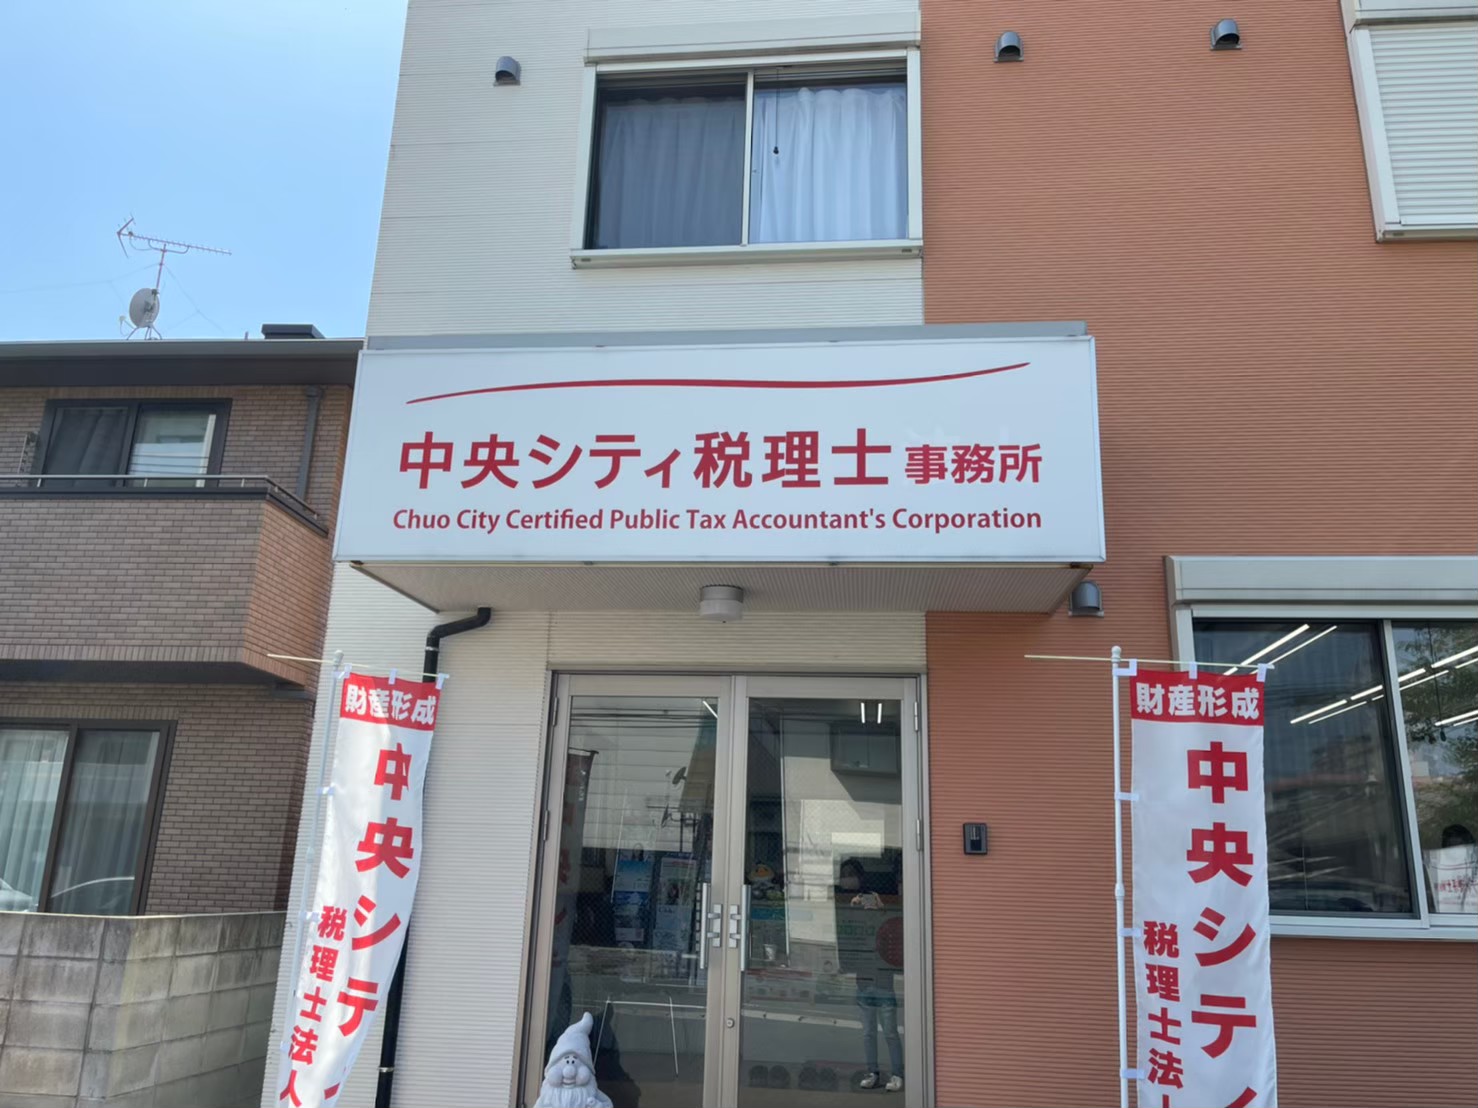 中央シティ税理士事務所
Chuo City Certified Public Tax Accountant's Corporation
財産形成
中央シティ
税理士法人
財産形成
中央シティ
税理士法